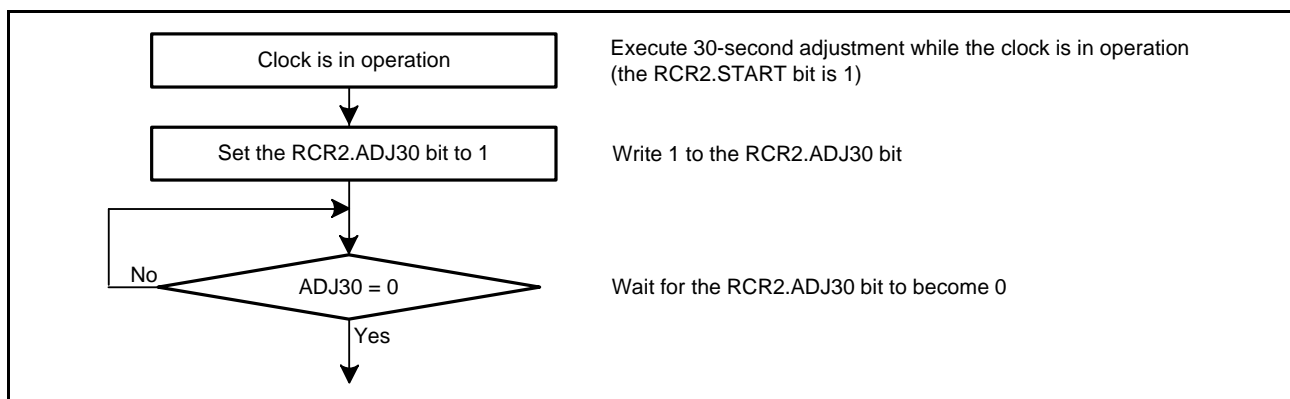 Clock is in operation
Execute 30-second adjustment while the clock is in operation
(the RCR2.START bit is 1)
Set the RCR2.ADJ30 bit to 1
Write 1 to the RCR2.ADJ30 bit
No
ADJ30 = 0
Wait for the RCR2.ADJ30 bit to become 0
Yes